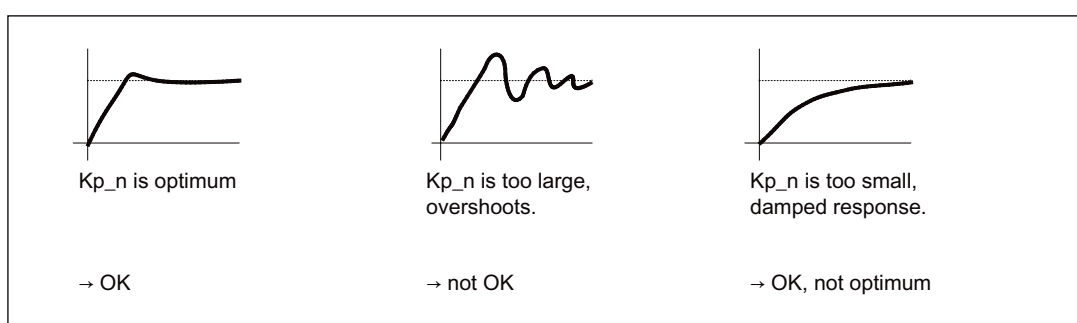 Kp_n is optimum
→ OK
Kp_n is too large,
overshoots.
→ not OK
Kp_n is too small,
damped response.
→ OK, not optimum